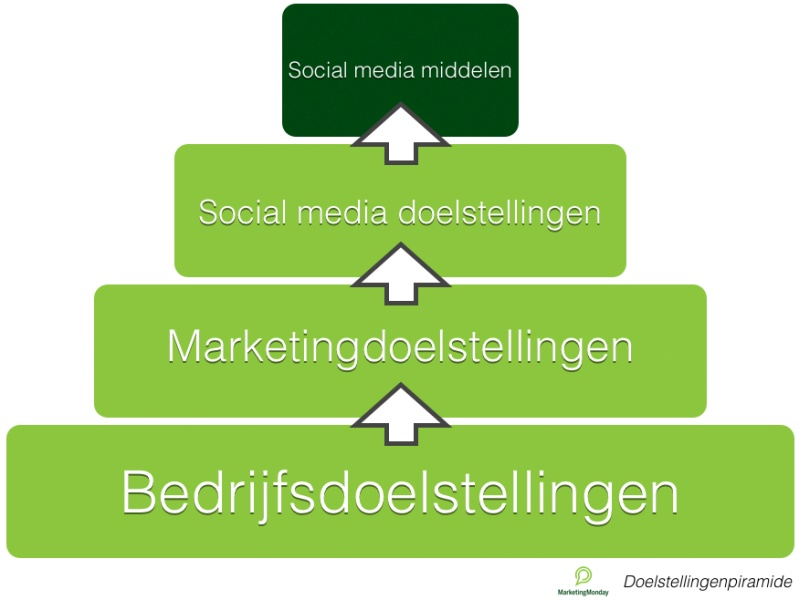 Social media middelen
Social media doelstellingen
Marketingdoelstellingen
Bedrijfsdoelstellingen
MarketingMonday
Doelstellingenpiramide